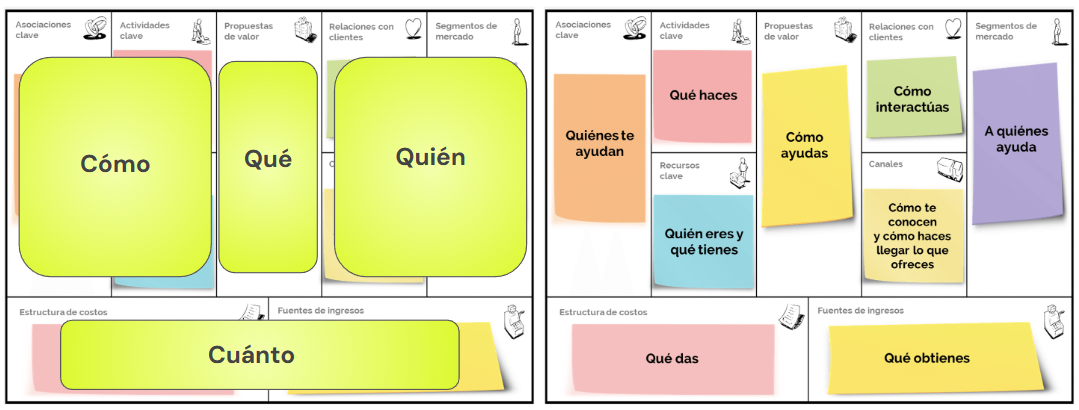 Asociaciones
clave
Actividades
clave
Propuestas
de valor
Relaciones con
clientes
Segmentos de
mercado
Cómo
Qué
Quién
C
Estructura de costos
Fuentes de ingresos
Cuánto
Asociaciones
clave
Actividades
clave
Propuestas
de valor
Relaciones con
clientes
Segmentos de
mercado
Quiénes te
ayudan
Qué haces
Recursos
clave
Quién eres y
qué tienes
Cómo
ayudas
Cómo
interactúas
Canales
Cómo te
conocen
y cómo haces
llegar lo que
ofreces
A quiénes
ayuda
Estructura de costos
Qué das
Fuentes de ingresos
Qué obtienes